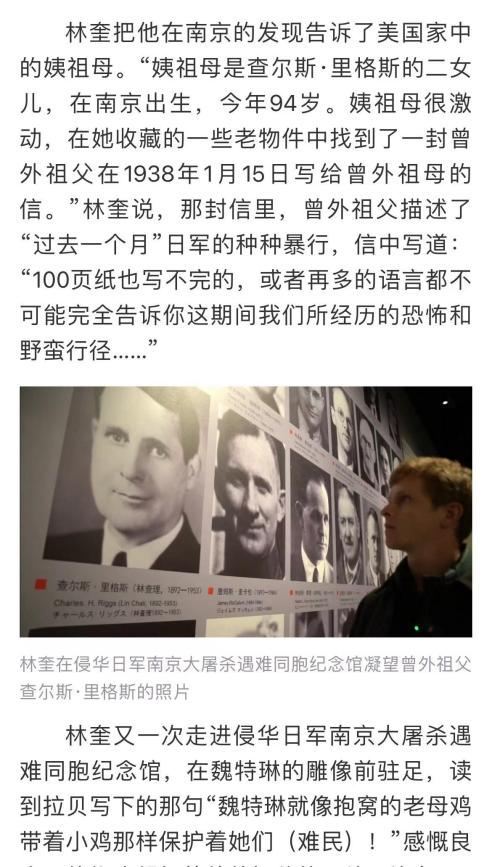 林奎把他在南京的发现告诉了美国家中
的姨祖母。“姨祖母是查尔斯·里格斯的二女
儿，在南京出生，今年94岁。姨祖母很激
动，在她收藏的一些老物件中找到了一封曾
外祖父在1938年1月15日写给曾外祖母的
信。”林奎说，那封信里，曾外祖父描述了
“过去一个月”日军的种种暴行，信中写道：
“100页纸也写不完的，或者再多的语言都不
可能完全告诉你这期间我们所经历的恐怖和
野蛮行径……”
查尔斯·里格斯（林查理，1892—1953）
Charles. H. Riggs (Lin Chali, 1892-1953)
チャールス・リッグス（林查理1892—1953）
林奎在侵华日军南京大屠杀遇难同胞纪念馆凝望曾外祖父
查尔斯·里格斯的照片
林奎又一次走进侵华日军南京大屠杀遇
难同胞纪念馆，在魏特琳的雕像前驻足，读
到拉贝写下的那句“魏特琳就像抱窝的老母鸡
带着小鸡那样保护着她们（难民）！”感慨良